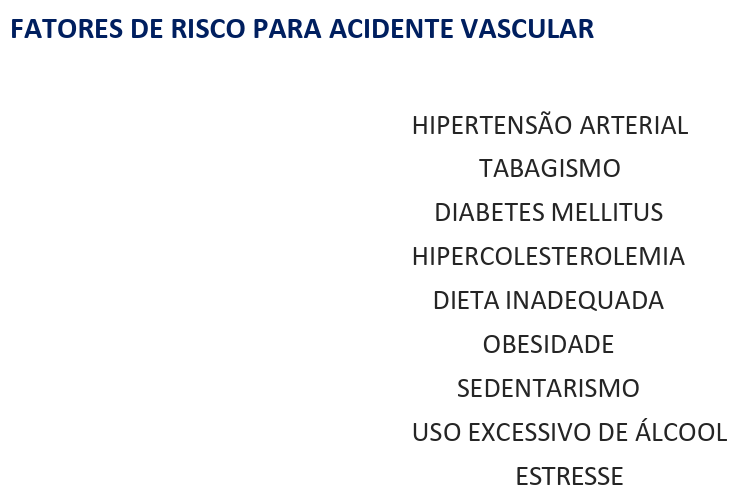 FATORES DE RISCO PARA ACIDENTE VASCULAR
HIPERTENSÃO ARTERIAL
TABAGISMO
DIABETES MELLITUS
HIPERCOLESTEROLEMIA
DIETA INADEQUADA
OBESIDADE
SEDENTARISMO
USO EXCESSIVO DE ÁLCOOL
ESTRESSE